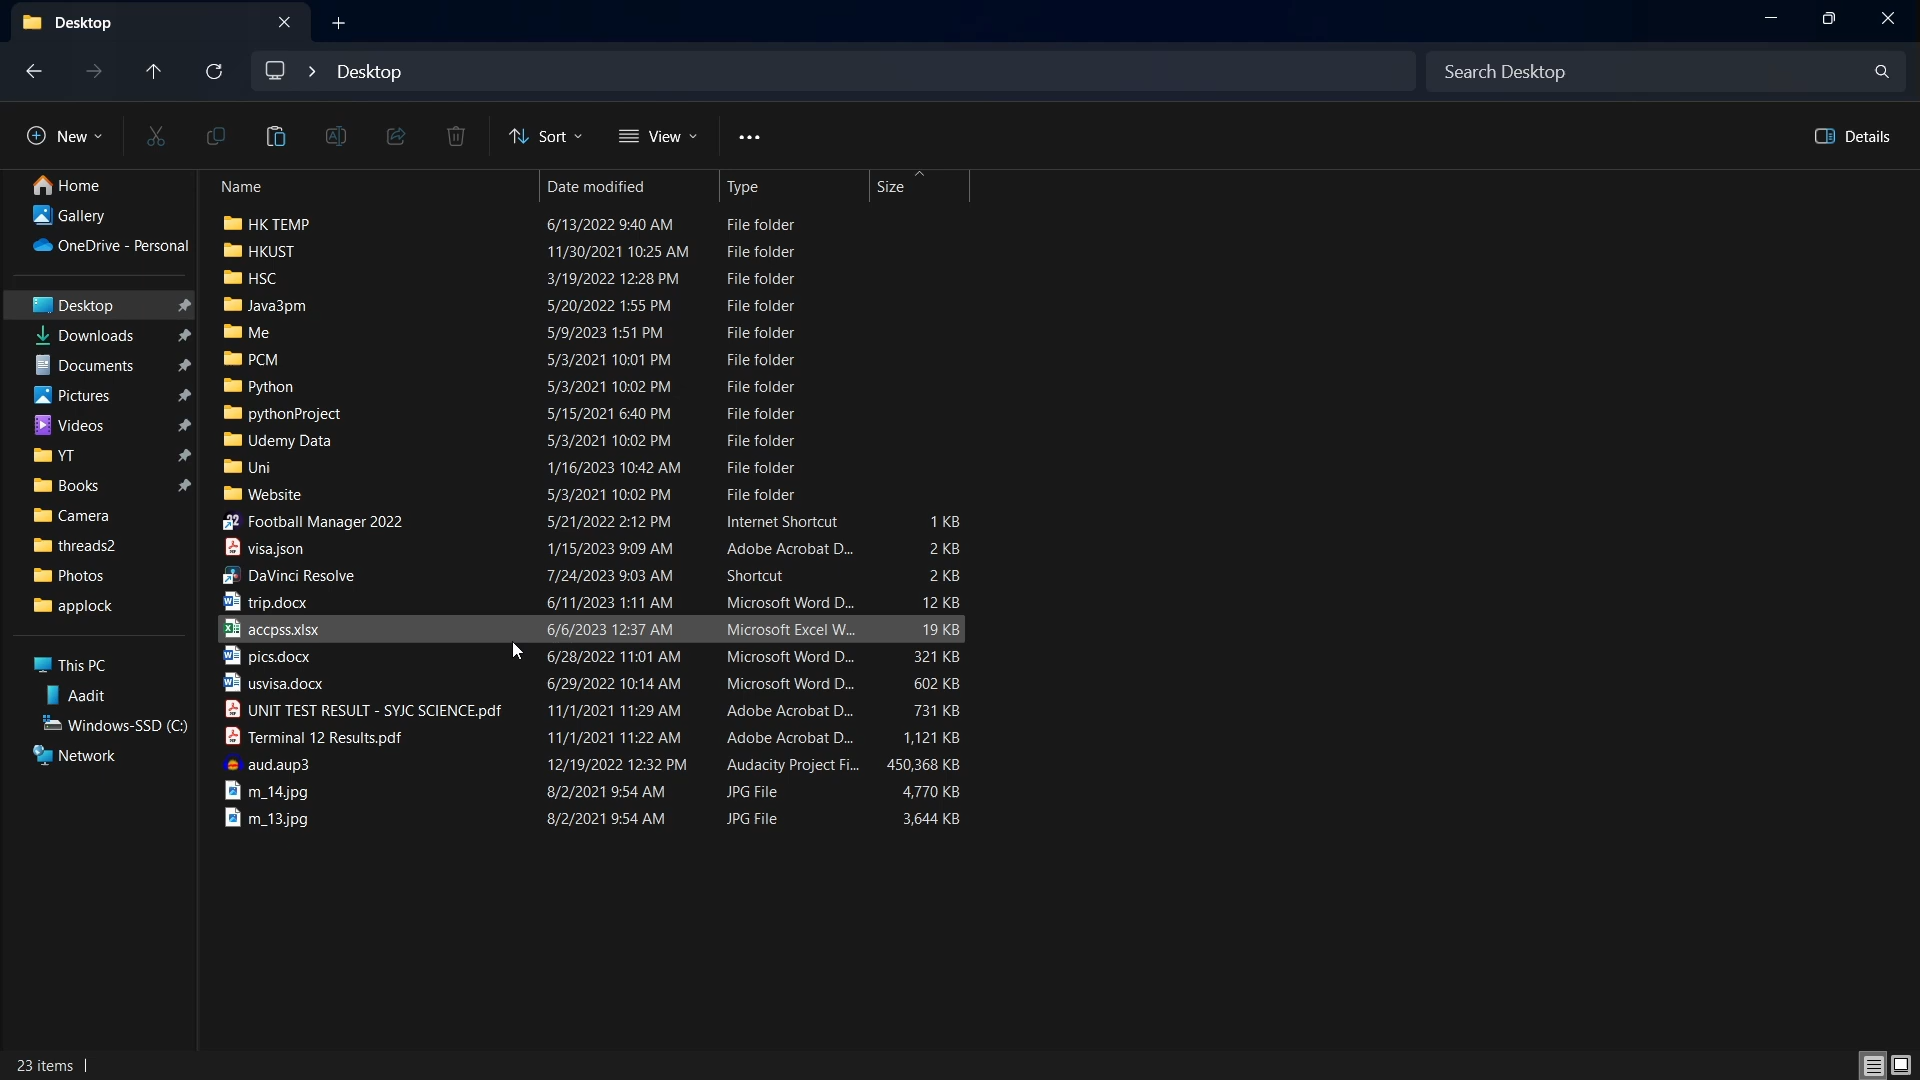 Desktop
Desktop
Search Desktop
New
Sort
View
Details
Home
Gallery
OneDrive - Personal
Desktop
Downloads
Documents
Pictures
Videos
YT
Books
Camera
threads2
Photos
applock
This PC
Aadit
Windows-SSD (C:)
Network
Name Date modified Type Size
HK TEMP 6/13/2022 9:40 AM File folder
HKUST 11/30/2021 10:25 AM File folder
HSC 3/19/2022 12:28 PM File folder
Java3pm 5/20/2022 1:55 PM File folder
Me 5/9/2023 1:51 PM File folder
PCM 5/3/2021 10:01 PM File folder
Python 5/3/2021 10:02 PM File folder
pythonProject 5/15/2021 6:40 PM File folder
Udemy Data 5/3/2021 10:02 PM File folder
Uni 1/16/2023 10:42 AM File folder
Website 5/3/2021 10:02 PM File folder
Football Manager 2022 5/21/2022 2:12 PM Internet Shortcut 1 KB
visa.json 1/15/2023 9:09 AM Adobe Acrobat D... 2 KB
DaVinci Resolve 7/24/2023 9:03 AM Shortcut 2 KB
trip.docx 6/11/2023 1:11 AM Microsoft Word D... 12 KB
accpss.xlsx 6/6/2023 12:37 AM Microsoft Excel W... 19 KB
pics.docx 6/28/2022 11:01 AM Microsoft Word D... 321 KB
usvisa.docx 6/29/2022 10:14 AM Microsoft Word D... 602 KB
UNIT TEST RESULT - SYJC SCIENCE.pdf 11/1/2021 11:29 AM Adobe Acrobat D... 731 KB
Terminal 12 Results.pdf 11/1/2021 11:22 AM Adobe Acrobat D... 1,121 KB
aud.aup3 12/19/2022 12:32 PM Audacity Project Fi... 450,368 KB
m_14.jpg 8/2/2021 9:54 AM JPG File 4,770 KB
m_13.jpg 8/2/2021 9:54 AM JPG File 3,644 KB
23 items